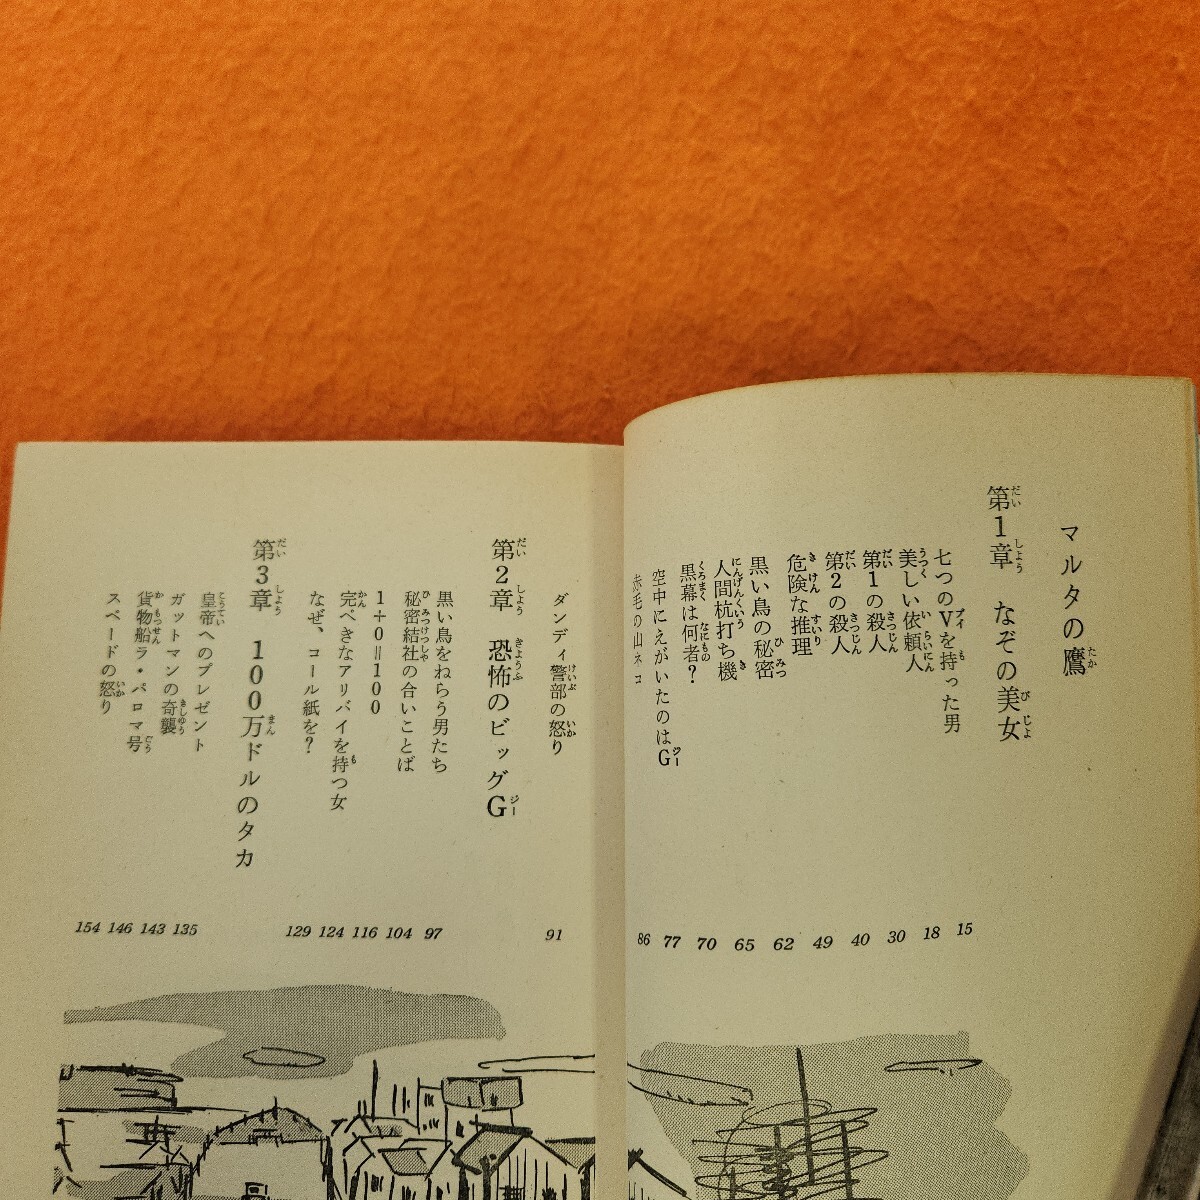 マルタの鷹
第1章 なぞの美女
七つのVを持った男 15
美しい依頼人 18
第1の殺人 30
第2の殺人 40
危険な推理 49
黒い鳥の秘密 62
人間杭打ち機 65
黒幕は何者? 70
空中にえがいたのはG 77
赤毛の山ネコ 86
ダンディ警部の怒り 91
第2章 恐怖のビッグG
黒い鳥をねらう男たち 97
秘密結社の合いことば 104
1+0=100 116
完ぺきなアリバイを持つ女 124
なぜ、コール紙を? 129
第3章 100万ドルのタカ
皇帝へのプレゼント 135
ガットマンの奇襲 143
貨物船ラ・パロマ号 146
スペードの怒り 154